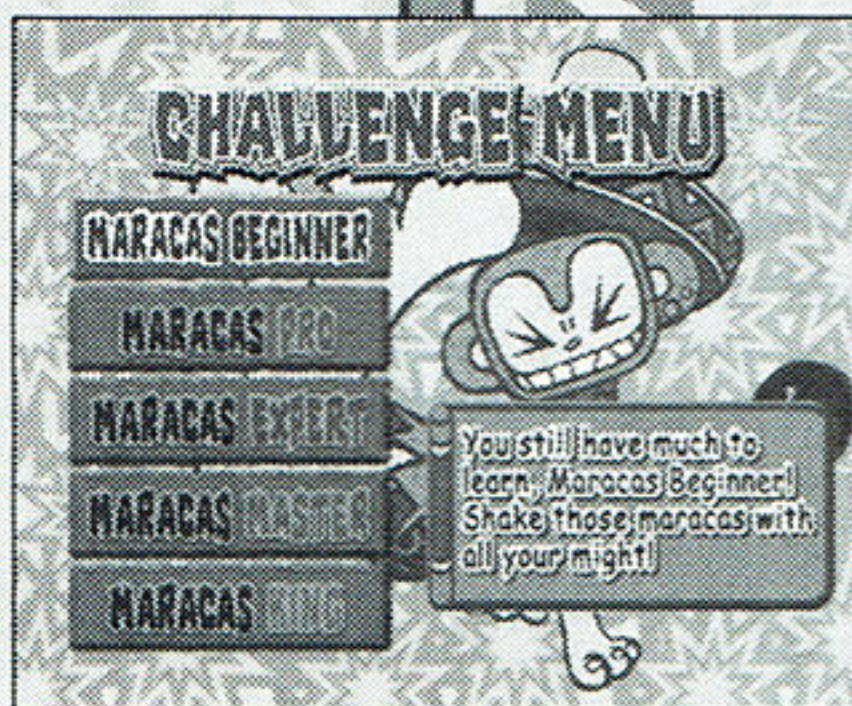 CHALLENGE MENU
MARACAS BEGINNER
MARACAS PRO
MARACAS EXPERT
MARACAS MASTER
MARACAS KING
You still have much to
learn, Maracas Beginner!
Shake those maracas with
all your might!